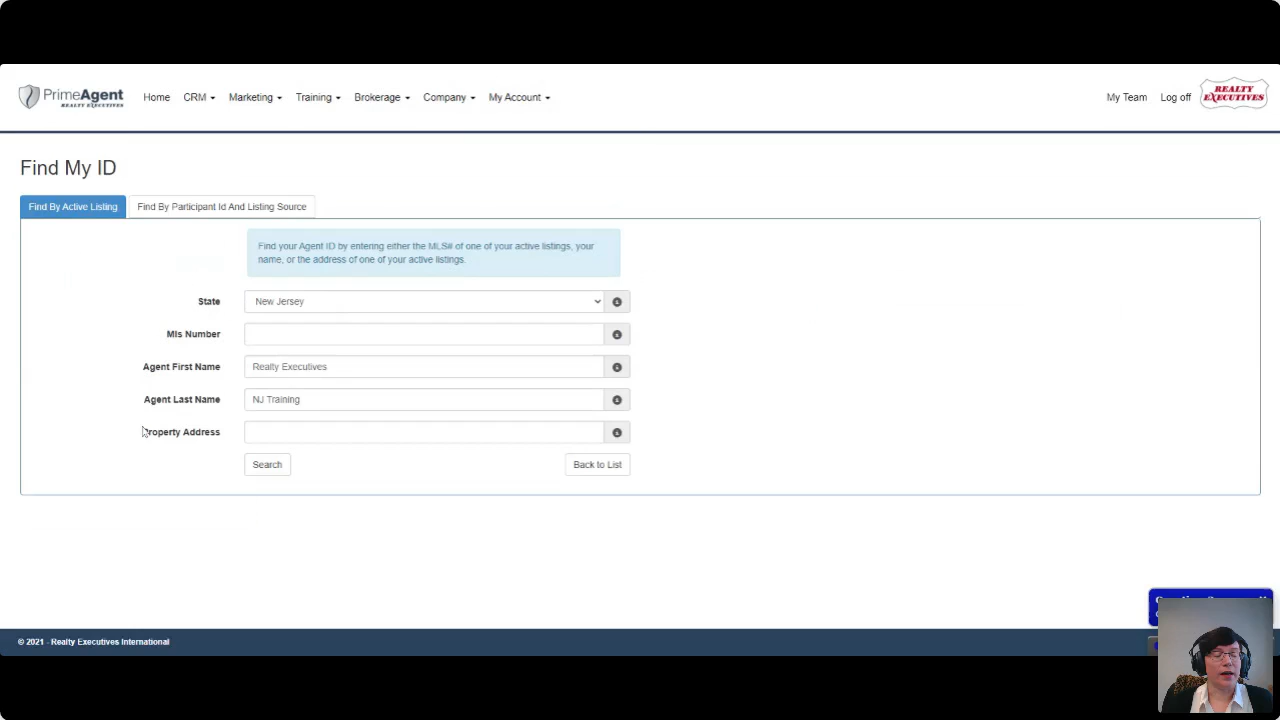 PrimeAgent
REALTY EXECUTIVES
Home
CRM
Marketing
Training
Brokerage
Company
My Account
My Team
Log off
REALTY
EXECUTIVES
Find My ID
Find By Active Listing
Find By Participant Id And Listing Source
Find your Agent ID by entering either the MLS# of one of your active listings, your
name, or the address of one of your active listings.
State
New Jersey
Mls Number
Agent First Name
Realty Executives
Agent Last Name
NJ Training
Property Address
Search
Back to List
© 2021 - Realty Executives International